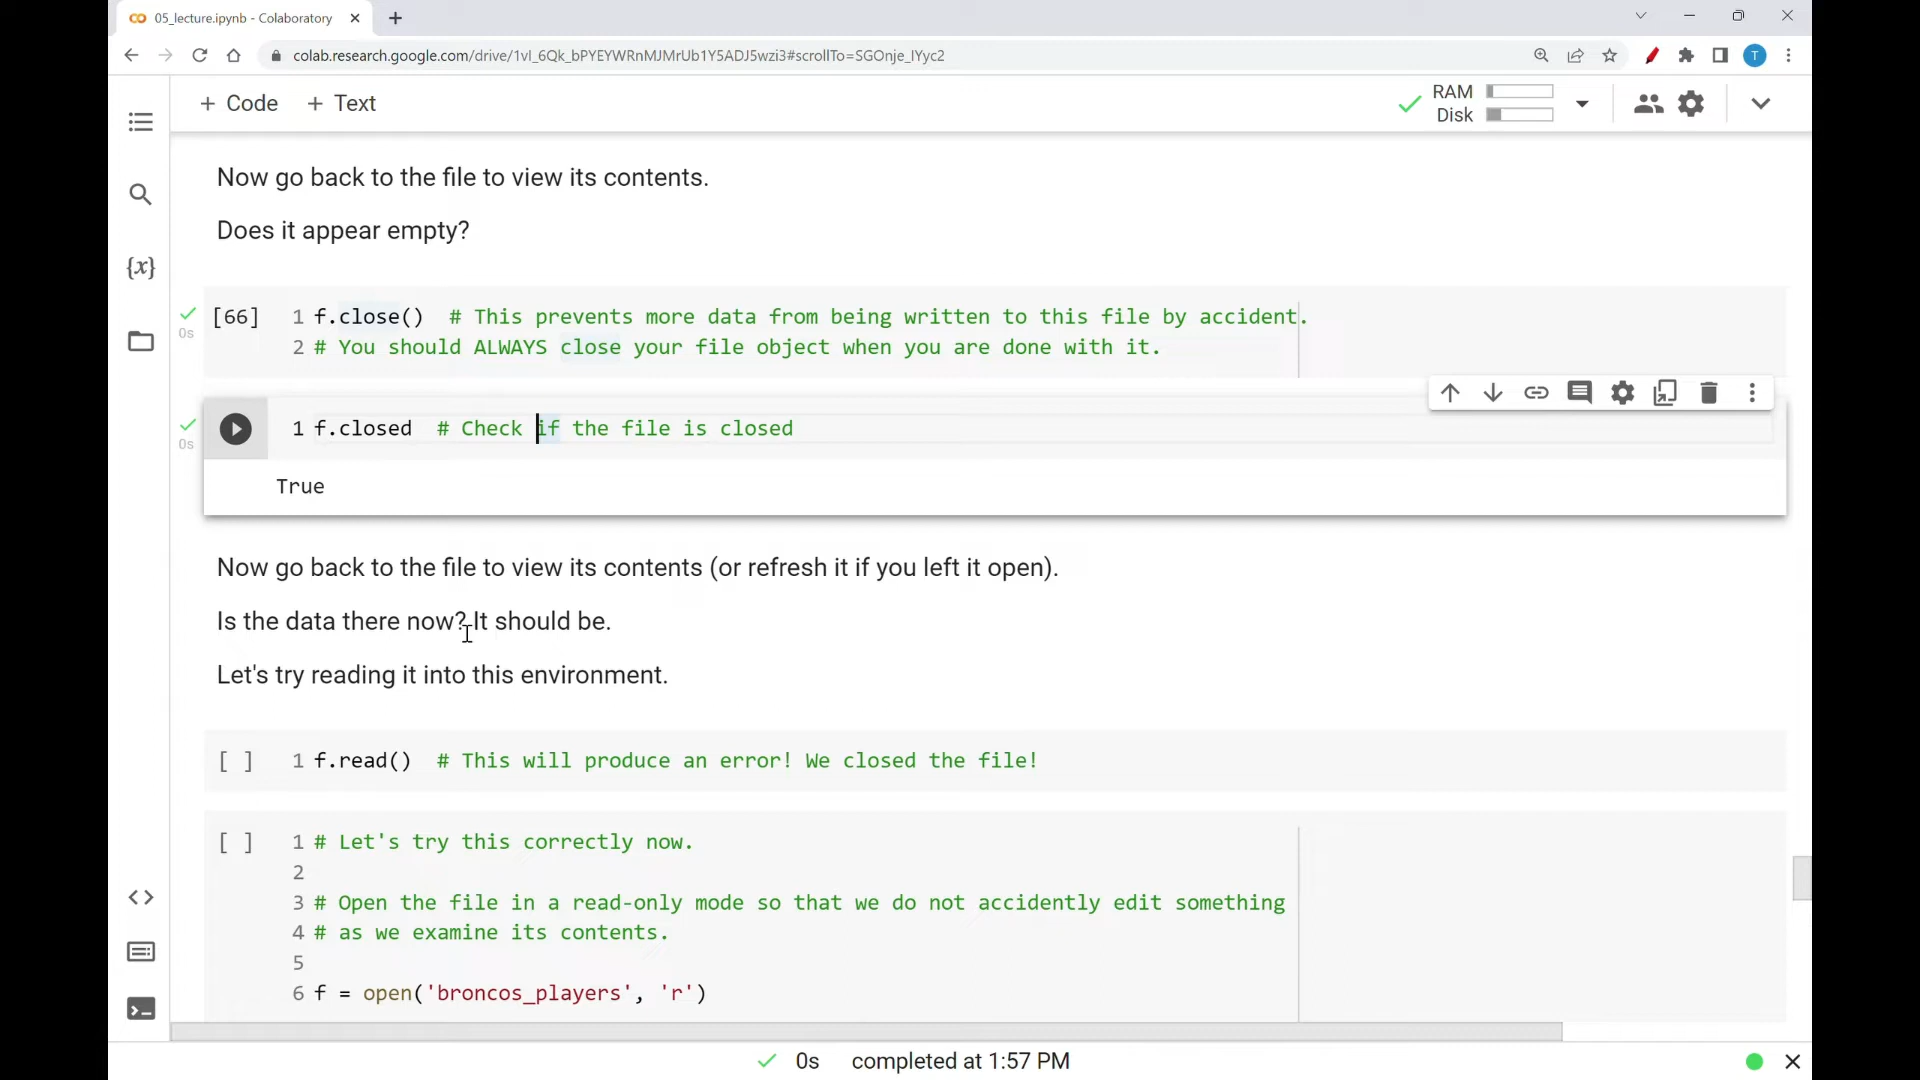 05_lecture.ipynb - Colaboratory
colab.research.google.com/drive/1vI_6Qk_bPYEYWRnMJMrUb1Y5ADJ5wzi3#scrollTo=SGOnje_IYyc2
T
+ Code + Text
RAM
Disk
Now go back to the file to view its contents.
Does it appear empty?
{x}
0s
[66] 1 f.close() # This prevents more data from being written to this file by accident.
2 # You should ALWAYS close your file object when you are done with it.
0s
1 f.closed # Check if the file is closed
True
Now go back to the file to view its contents (or refresh it if you left it open).
Is the data there now? It should be.
Let's try reading it into this environment.
[ ] 1 f.read() # This will produce an error! We closed the file!
[ ] 1 # Let's try this correctly now.
2
3 # Open the file in a read-only mode so that we do not accidently edit something
4 # as we examine its contents.
5
6 f = open('broncos_players', 'r')
0s completed at 1:57 PM